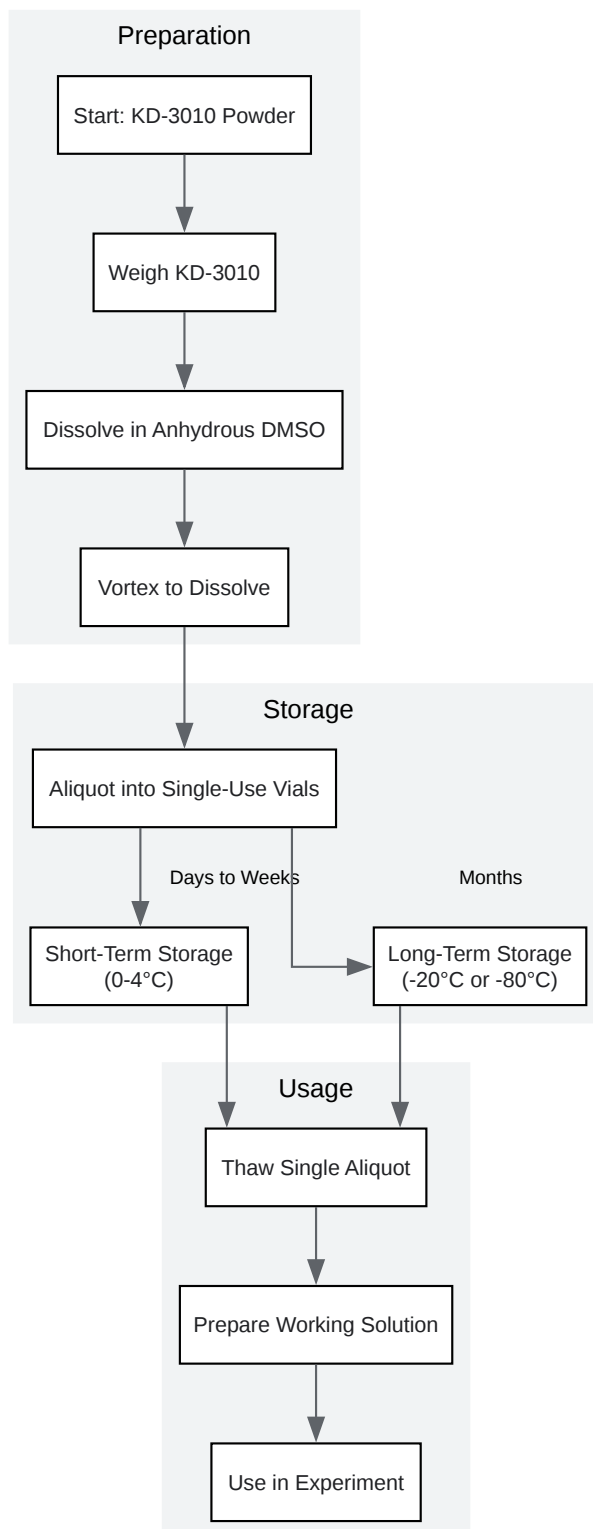 Preparation
Start: KD-3010 Powder
Weigh KD-3010
Dissolve in Anhydrous DMSO
Vortex to Dissolve
Storage
Aliquot into Single-Use Vials
Days to Weeks
Months
Short-Term Storage
(0-4°C)
Long-Term Storage
(-20°C or -80°C)
Usage
Thaw Single Aliquot
Prepare Working Solution
Use in Experiment